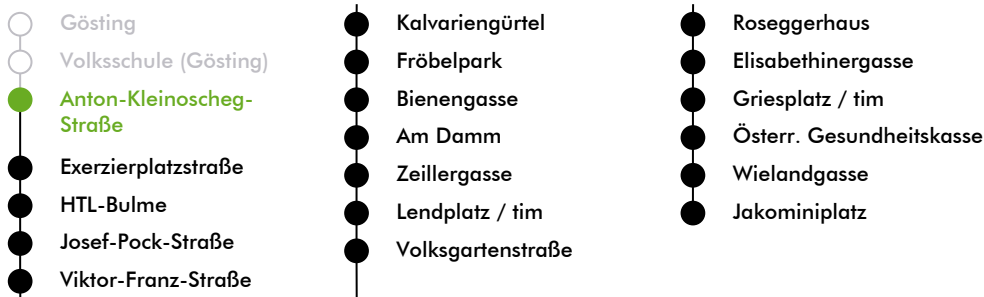 Gösting
Volksschule (Gösting)
Anton-Kleinoscheg-
Straße
Exerzierplatzstraße
HTL-Bulme
Josef-Pock-Straße
Viktor-Franz-Straße
Kalvariengürtel
Fröbelpark
Bienengasse
Am Damm
Zeillergasse
Lendplatz / tim
Volksgartenstraße
Roseggerhaus
Elisabethinergasse
Griesplatz / tim
Österr. Gesundheitskasse
Wielandgasse
Jakominiplatz